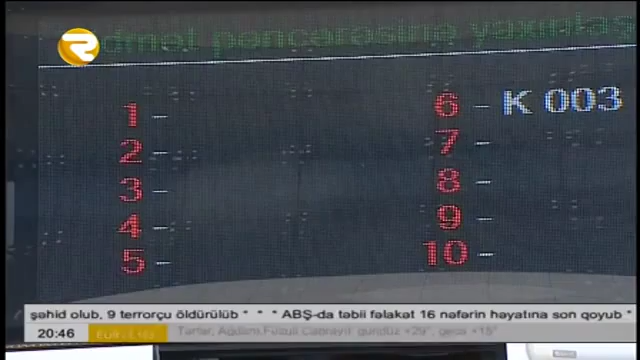 pəncərəsinə yaxınlaş
1 –
2 –
3 –
4 –
5 –
6 – K 003
7 –
8 –
9 –
10 –
şəhid olub, 9 terrorçu öldürülüb * * * ABŞ-da təbii fəlakət 16 nəfərin həyatına son qoyub *
20:46
Tərtər, Ağdam, Füzuli, Cəbrayıl: gündüz +29°, gecə +15°